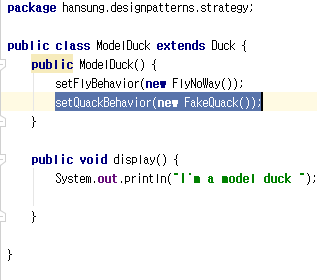 package hansung.designpatterns.strategy;
public class ModelDuck extends Duck {
public ModelDuck() {
setFlyBehavior(new FlyNoWay());
setQuackBehavior(new FakeQuack());
}
public void display() {
System.out.println("I'm a model duck ");
}
}